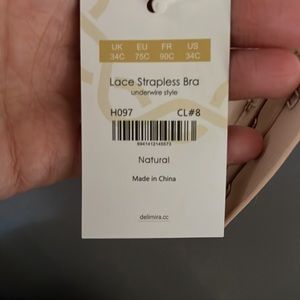 UK EU FR US
34C 75C 90C 34C
Lace Strapless Bra
underwire style
H097 CL#8
6941412145573
Natural
Made in China
delimira.cc